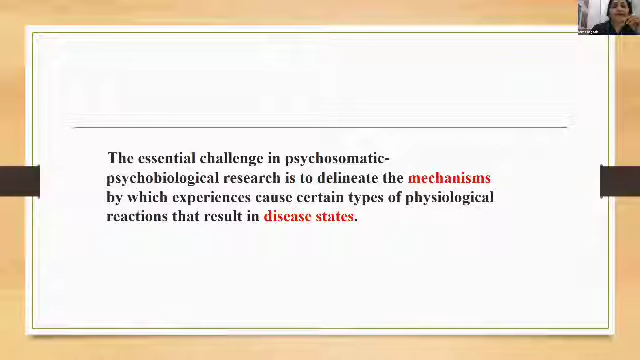 The essential challenge in psychosomatic-
psychobiological research is to delineate the mechanisms
by which experiences cause certain types of physiological
reactions that result in disease states.